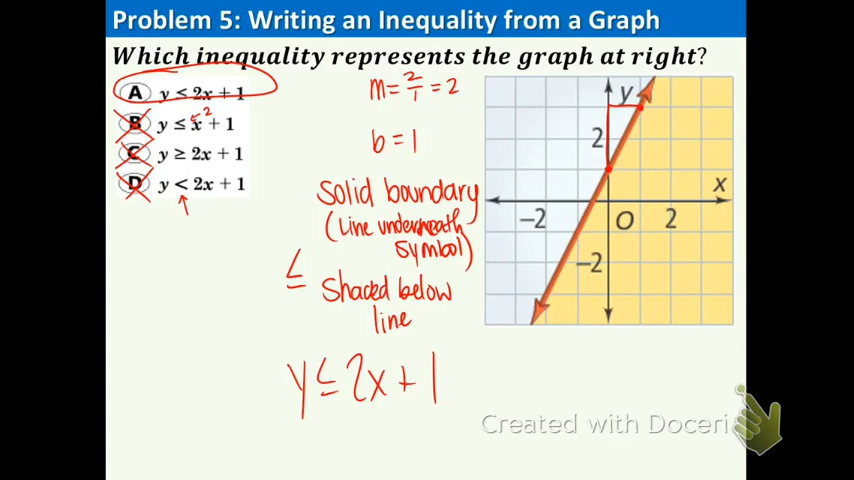 Problem 5: Writing an Inequality from a Graph
Which inequality represents the graph at right?
A y ≤ 2x + 1
B y ≤ x + 1
2
C y ≥ 2x + 1
D y < 2x + 1
m = 2/1 = 2
b = 1
Solid boundary
(Line underneath
symbol)
≤
Shaded below
line
y ≤ 2x + 1
y
2
x
-2
O
2
-2
Created with Doceri